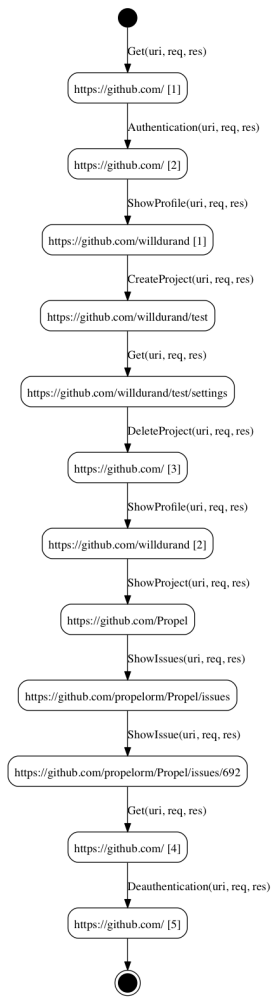 Get(uri, req, res)
https://github.com/ [1]
Authentication(uri, req, res)
https://github.com/ [2]
ShowProfile(uri, req, res)
https://github.com/willdurand [1]
CreateProject(uri, req, res)
https://github.com/willdurand/test
Get(uri, req, res)
https://github.com/willdurand/test/settings
DeleteProject(uri, req, res)
https://github.com/ [3]
ShowProfile(uri, req, res)
https://github.com/willdurand [2]
ShowProject(uri, req, res)
https://github.com/Propel
ShowIssues(uri, req, res)
https://github.com/propelorm/Propel/issues
ShowIssue(uri, req, res)
https://github.com/propelorm/Propel/issues/692
Get(uri, req, res)
https://github.com/ [4]
Deauthentication(uri, req, res)
https://github.com/ [5]